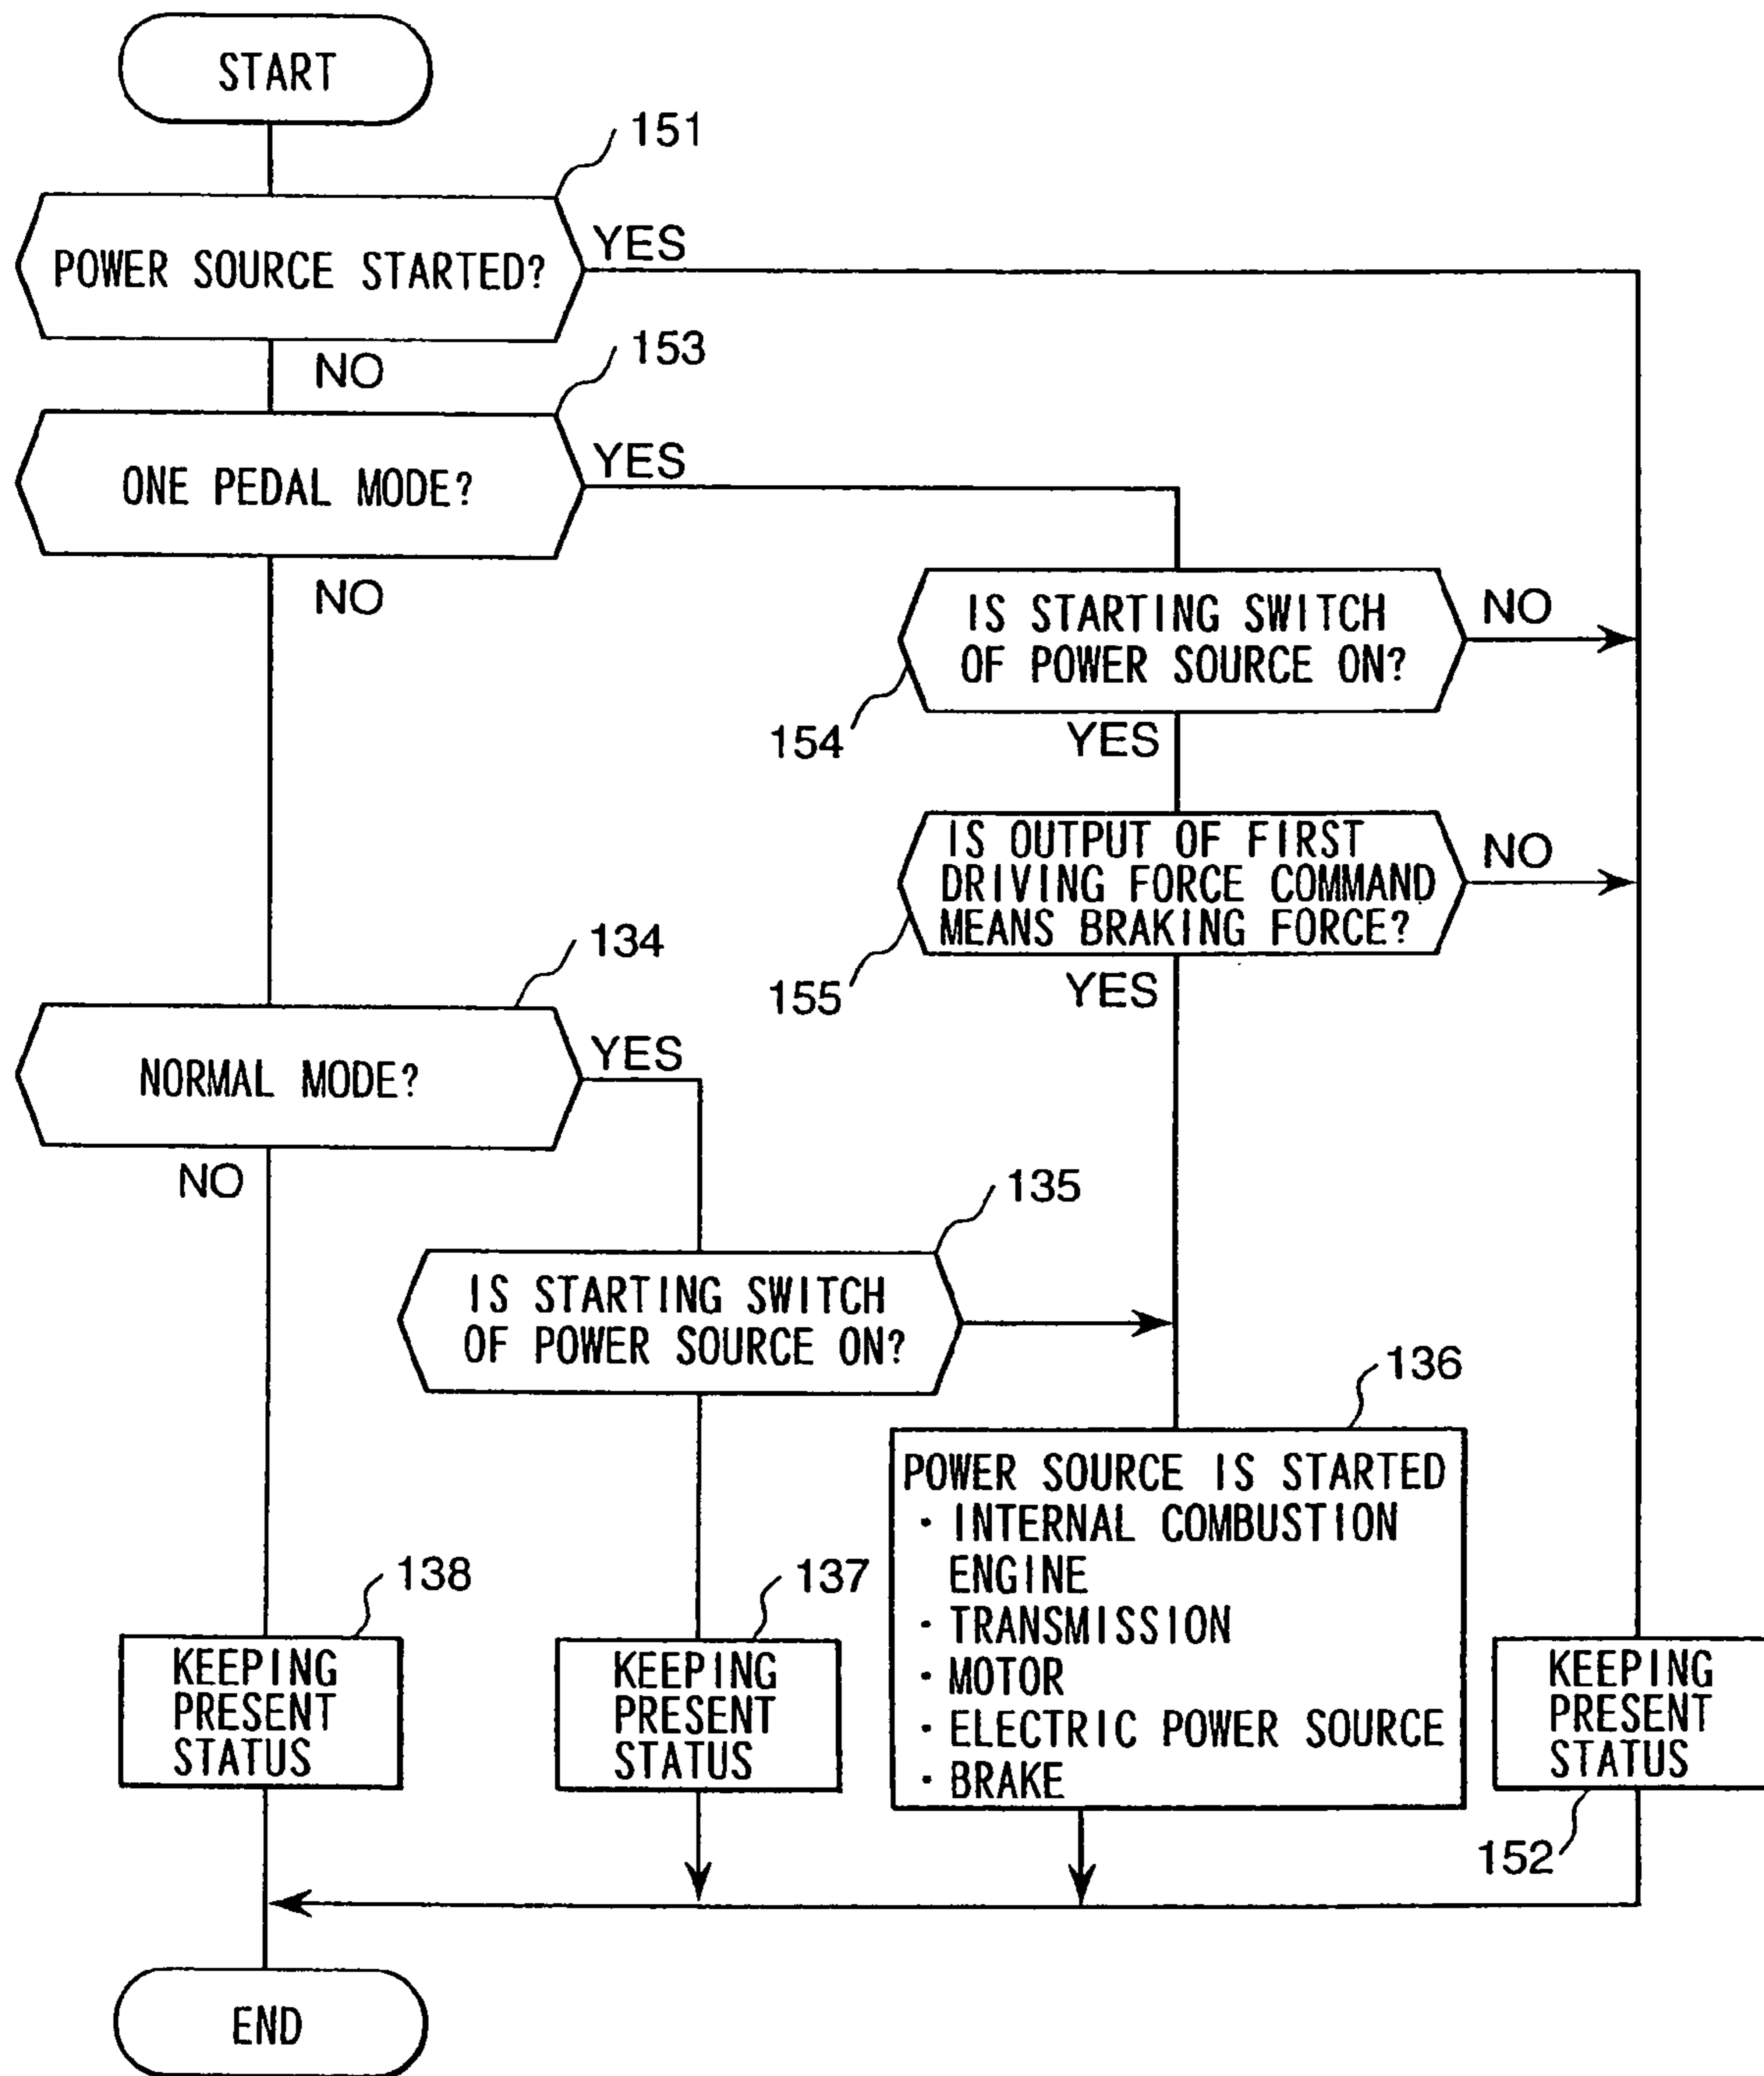 START
151
POWER SOURCE STARTED?
YES
NO
153
ONE PEDAL MODE?
YES
NO
IS STARTING SWITCH
OF POWER SOURCE ON?
NO
154
YES
IS OUTPUT OF FIRST
DRIVING FORCE COMMAND
MEANS BRAKING FORCE?
NO
155
YES
134
NORMAL MODE?
YES
NO
135
IS STARTING SWITCH
OF POWER SOURCE ON?
136
POWER SOURCE IS STARTED
· INTERNAL COMBUSTION
ENGINE
· TRANSMISSION
· MOTOR
· ELECTRIC POWER SOURCE
· BRAKE
138
KEEPING
PRESENT
STATUS
137
KEEPING
PRESENT
STATUS
KEEPING
PRESENT
STATUS
152
END